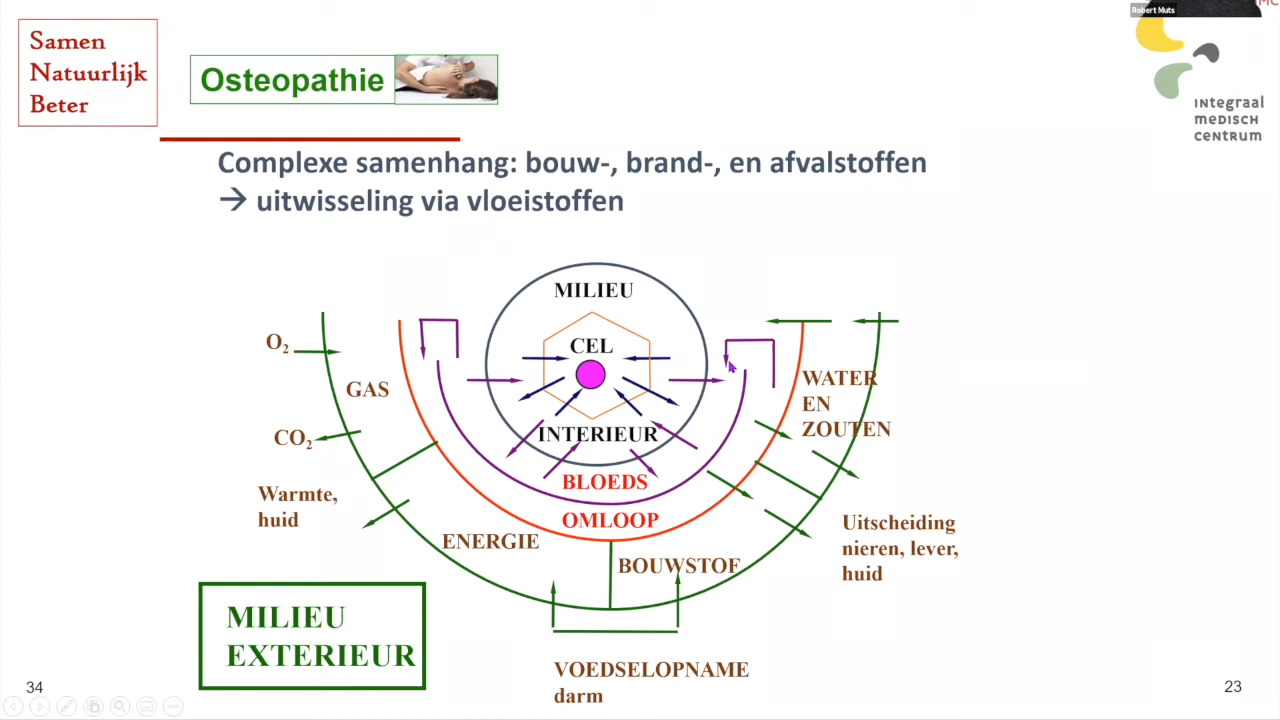 Robert Muts
MC
Samen
Natuurlijk
Beter
Osteopathie
INTEGRAAL
MEDISCH
CENTRUM
Complexe samenhang: bouw-, brand-, en afvalstoffen
→ uitwisseling via vloeistoffen
MILIEU
CEL
INTERIEUR
BLOEDS
OMLOOP
O₂
GAS
CO₂
Warmte,
huid
ENERGIE
BOUWSTOF
WATER
EN
ZOUTEN
Uitscheiding
nieren, lever,
huid
MILIEU
EXTERIEUR
VOEDSELOPNAME
darm
34
23